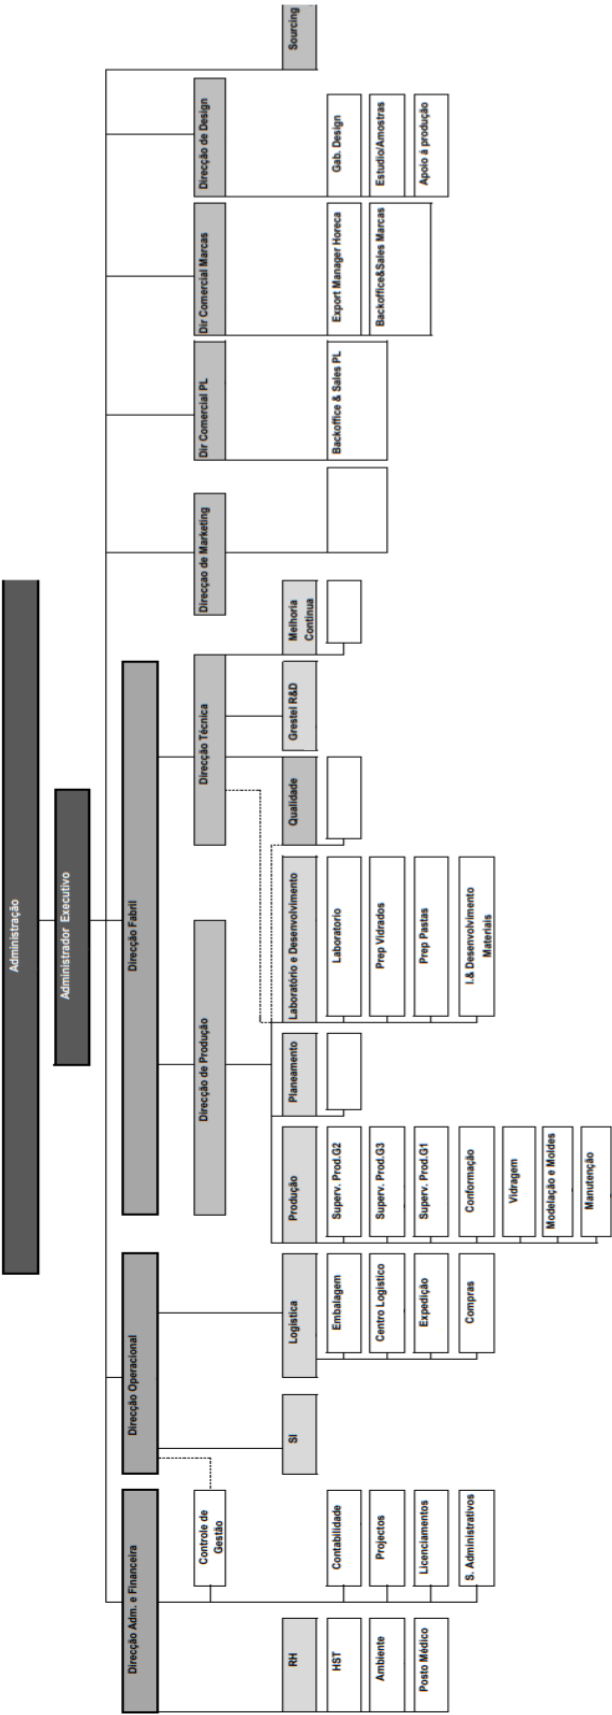 Administração
Administrador Executivo
Direcção Adm. e Financeira
Direcção Operacional
Direcção Fabril
Controle de
Gestão
Direcção de Produção
Direcção Técnica
Direcçao de Marketing
Dir Comercial PL
Dir Comercial Marcas
Direcção de Design
RH
SI
Logistica
Produção
Planeamento
Laboratório e Desenvolvimento
Qualidade
Grestel R&D
Melhoria
Continua
Sourcing
HST
Contabilidade
Embalagem
Superv. Prod.G2
Laboratorio
Backoffice & Sales PL
Export Manager Horeca
Gab. Design
Ambiente
Projectos
Centro Logistico
Superv. Prod.G3
Prep Vidrados
Backoffice&Sales Marcas
Estudio/Amostras
Posto Médico
Licenciamentos
Expedição
Superv. Prod.G1
Prep Pastas
Apoio á produção
S. Administrativos
Compras
Conformação
I.& Desenvolvimento
Materiais
Vidragem
Modelação e Moldes
Manutenção